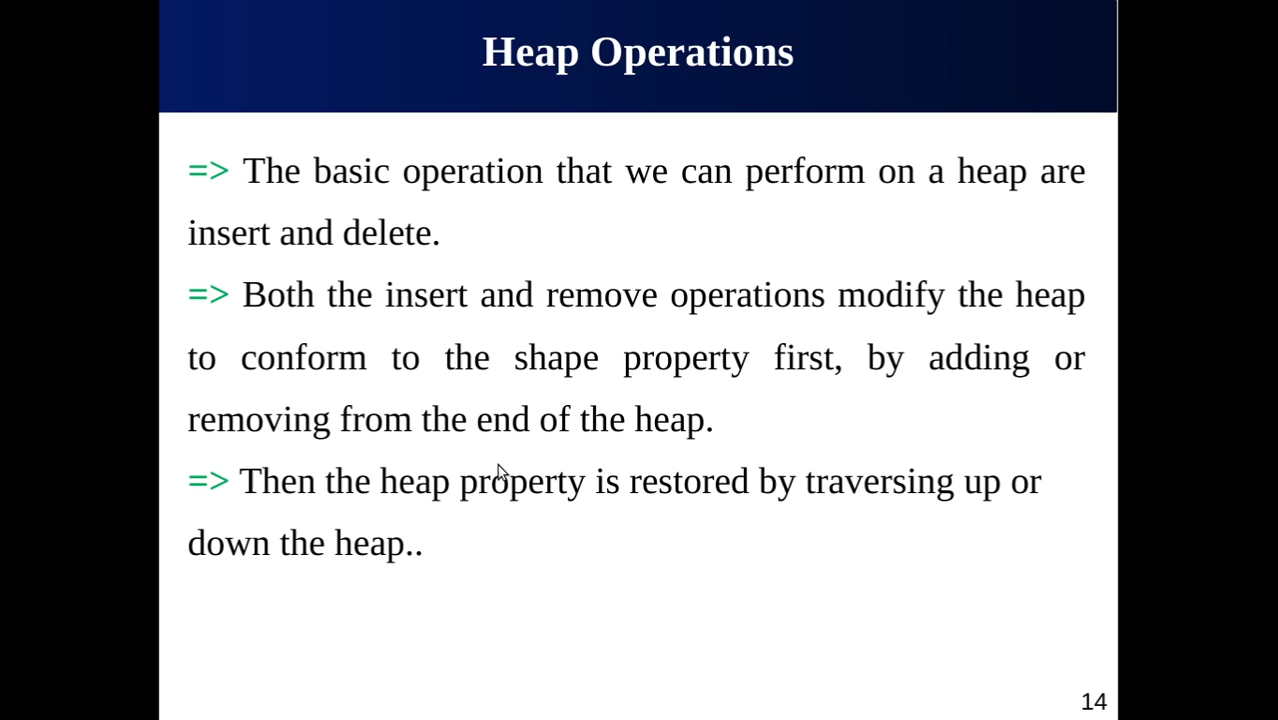 Heap Operations
=> The basic operation that we can perform on a heap are
insert and delete.
=> Both the insert and remove operations modify the heap
to conform to the shape property first, by adding or
removing from the end of the heap.
=> Then the heap property is restored by traversing up or
down the heap..
14